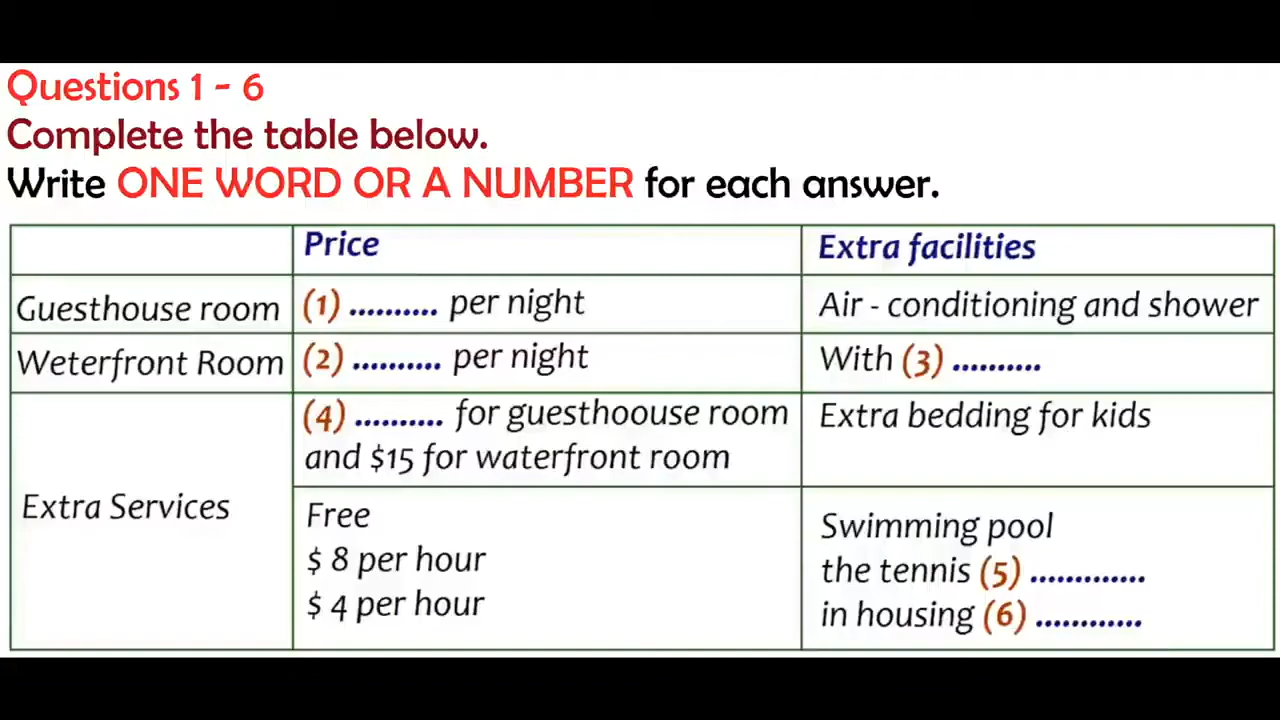 Questions 1 - 6
Complete the table below.
Write ONE WORD OR A NUMBER for each answer.
Price
Extra facilities
Guesthouse room
(1) .......... per night
Air - conditioning and shower
Weterfront Room
(2) .......... per night
With (3) ..........
Extra Services
(4) .......... for guesthoouse room
and $15 for waterfront room
Extra bedding for kids
Free
$ 8 per hour
$ 4 per hour
Swimming pool
the tennis (5) .............
in housing (6) ............